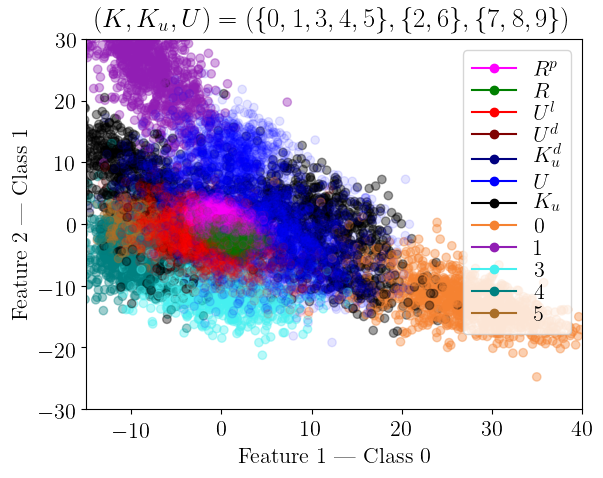 (K, K_u, U) = ({0, 1, 3, 4, 5}, {2, 6}, {7, 8, 9})
30
20
10
0
−10
−20
−30
Feature 2 — Class 1
R^p
R
U^l
U^d
K_u^d
U
K_u
0
1
3
4
5
−10
0
10
20
30
40
Feature 1 — Class 0